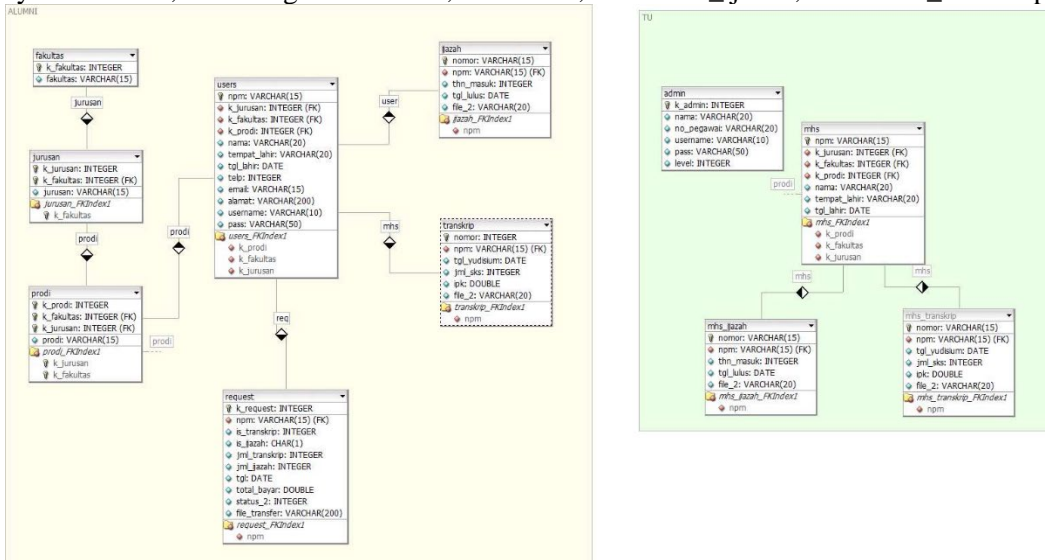 ALUMNI
fakultas
k_fakultas: INTEGER
fakultas: VARCHAR(15)
jurusan
jurusan
k_jurusan: INTEGER
k_fakultas: INTEGER (FK)
jurusan: VARCHAR(15)
jurusan_FKIndex1
k_fakultas
prodi
prodi
k_prodi: INTEGER
k_fakultas: INTEGER (FK)
k_jurusan: INTEGER (FK)
prodi: VARCHAR(15)
prodi_FKIndex1
k_jurusan
k_fakultas
prodi
prodi
users
npm: VARCHAR(15)
k_jurusan: INTEGER (FK)
k_fakultas: INTEGER (FK)
k_prodi: INTEGER (FK)
nama: VARCHAR(20)
tempat_lahir: VARCHAR(20)
tgl_lahir: DATE
telp: INTEGER
email: VARCHAR(15)
alamat: VARCHAR(200)
username: VARCHAR(10)
pass: VARCHAR(50)
users_FKIndex1
k_prodi
k_fakultas
k_jurusan
user
ijazah
nomor: VARCHAR(15)
npm: VARCHAR(15) (FK)
thn_masuk: INTEGER
tgl_lulus: DATE
file_2: VARCHAR(20)
ijazah_FKIndex1
npm
mhs
transkrip
nomor: INTEGER
npm: VARCHAR(15) (FK)
tgl_yudisium: DATE
jml_sks: INTEGER
ipk: DOUBLE
file_2: VARCHAR(20)
transkrip_FKIndex1
npm
req
request
k_request: INTEGER
npm: VARCHAR(15) (FK)
is_transkrip: INTEGER
is_ijazah: CHAR(1)
jml_transkrip: INTEGER
jml_ijazah: INTEGER
tgl: DATE
total_bayar: DOUBLE
status_2: INTEGER
file_transfer: VARCHAR(200)
request_FKIndex1
npm
TU
admin
k_admin: INTEGER
nama: VARCHAR(20)
no_pegawai: VARCHAR(20)
username: VARCHAR(10)
pass: VARCHAR(50)
level: INTEGER
prodi
mhs
npm: VARCHAR(15)
k_jurusan: INTEGER (FK)
k_fakultas: INTEGER (FK)
k_prodi: INTEGER (FK)
nama: VARCHAR(20)
tempat_lahir: VARCHAR(20)
tgl_lahir: DATE
mhs_FKIndex1
k_prodi
k_fakultas
k_jurusan
mhs
mhs
mhs_ijazah
nomor: VARCHAR(15)
npm: VARCHAR(15) (FK)
thn_masuk: INTEGER
tgl_lulus: DATE
file_2: VARCHAR(20)
mhs_ijazah_FKIndex1
npm
mhs_transkrip
nomor: VARCHAR(15)
npm: VARCHAR(15) (FK)
tgl_yudisium: DATE
jml_sks: INTEGER
ipk: DOUBLE
file_2: VARCHAR(20)
mhs_transkrip_FKIndex1
npm